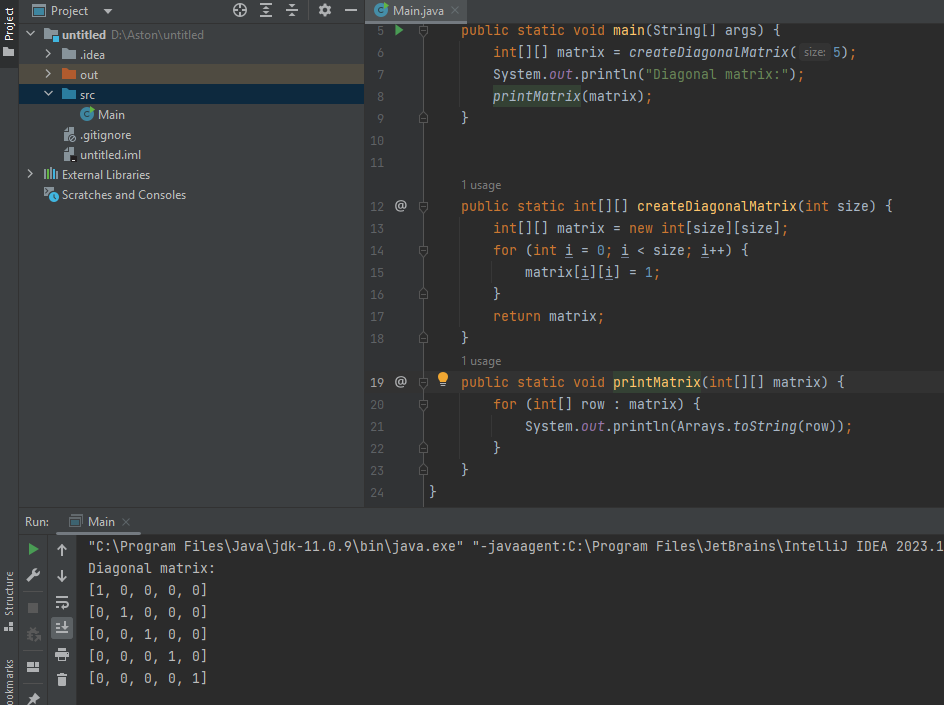 Project
Project
untitled D:\Aston\untitled
.idea
out
src
Main
.gitignore
untitled.iml
External Libraries
Scratches and Consoles
Main.java
5 public static void main(String[] args) {
6 int[][] matrix = createDiagonalMatrix( size: 5);
7 System.out.println("Diagonal matrix:");
8 printMatrix(matrix);
9 }
10
11
1 usage
12 @ public static int[][] createDiagonalMatrix(int size) {
13 int[][] matrix = new int[size][size];
14 for (int i = 0; i < size; i++) {
15 matrix[i][i] = 1;
16 }
17 return matrix;
18 }
1 usage
19 @ public static void printMatrix(int[][] matrix) {
20 for (int[] row : matrix) {
21 System.out.println(Arrays.toString(row));
22 }
23 }
24 }
Run: Main
"C:\Program Files\Java\jdk-11.0.9\bin\java.exe" "-javaagent:C:\Program Files\JetBrains\IntelliJ IDEA 2023.1
Diagonal matrix:
[1, 0, 0, 0, 0]
[0, 1, 0, 0, 0]
[0, 0, 1, 0, 0]
[0, 0, 0, 1, 0]
[0, 0, 0, 0, 1]
Structure
ookmarks